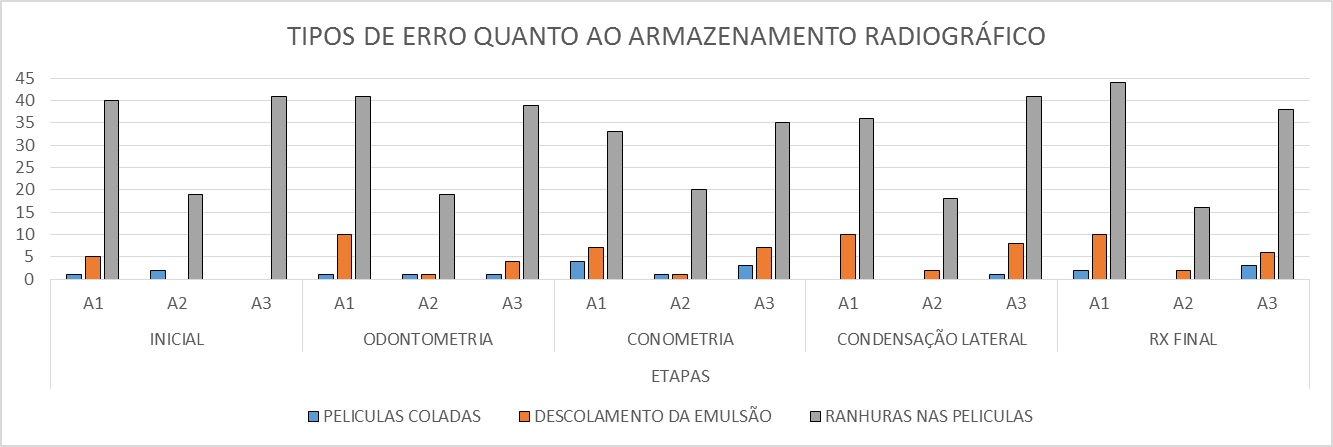 TIPOS DE ERRO QUANTO AO ARMAZENAMENTO RADIOGRÁFICO
45
40
35
30
25
20
15
10
5
0
A1 A2 A3 A1 A2 A3 A1 A2 A3 A1 A2 A3 A1 A2 A3
INICIAL ODONTOMETRIA CONOMETRIA CONDENSAÇÃO LATERAL RX FINAL
ETAPAS
PELICULAS COLADAS DESCOLAMENTO DA EMULSÃO RANHURAS NAS PELICULAS